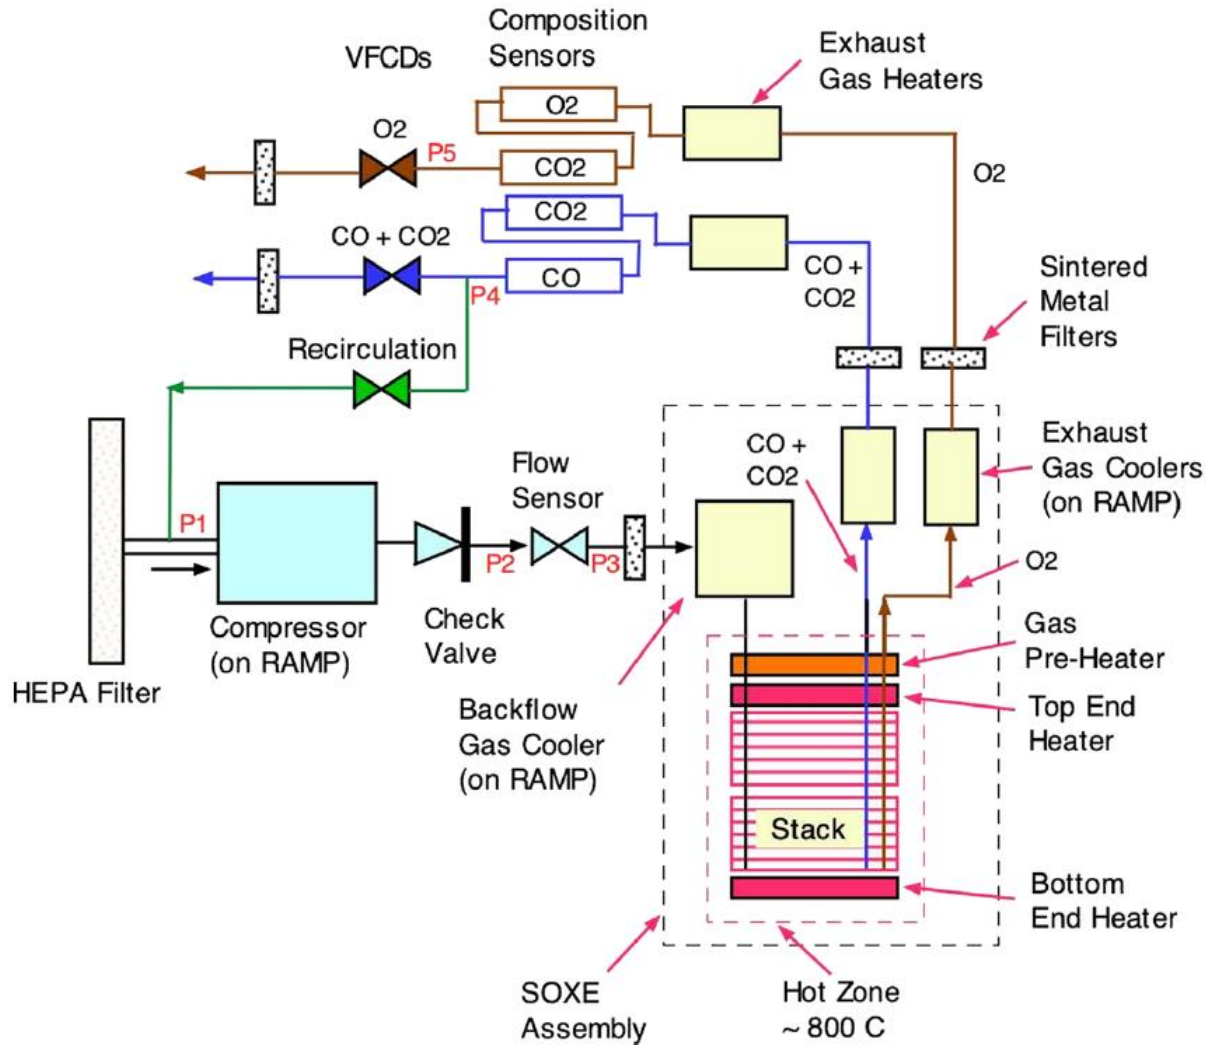 Composition
Sensors
VFCDs
Exhaust
Gas Heaters
O2
O2
P5
CO2
O2
CO2
CO + CO2
CO
P4
CO +
CO2
Sintered
Metal
Filters
Recirculation
CO +
CO2
Exhaust
Gas Coolers
(on RAMP)
Flow
Sensor
P1
P2
P3
O2
Compressor
(on RAMP)
Check
Valve
Gas
Pre-Heater
HEPA Filter
Backflow
Gas Cooler
(on RAMP)
Top End
Heater
Stack
Bottom
End Heater
SOXE
Assembly
Hot Zone
~ 800 C